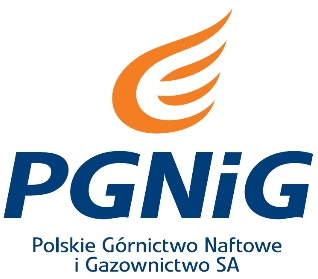 PGNiG
Polskie Górnictwo Naftowe
i Gazownictwo SA